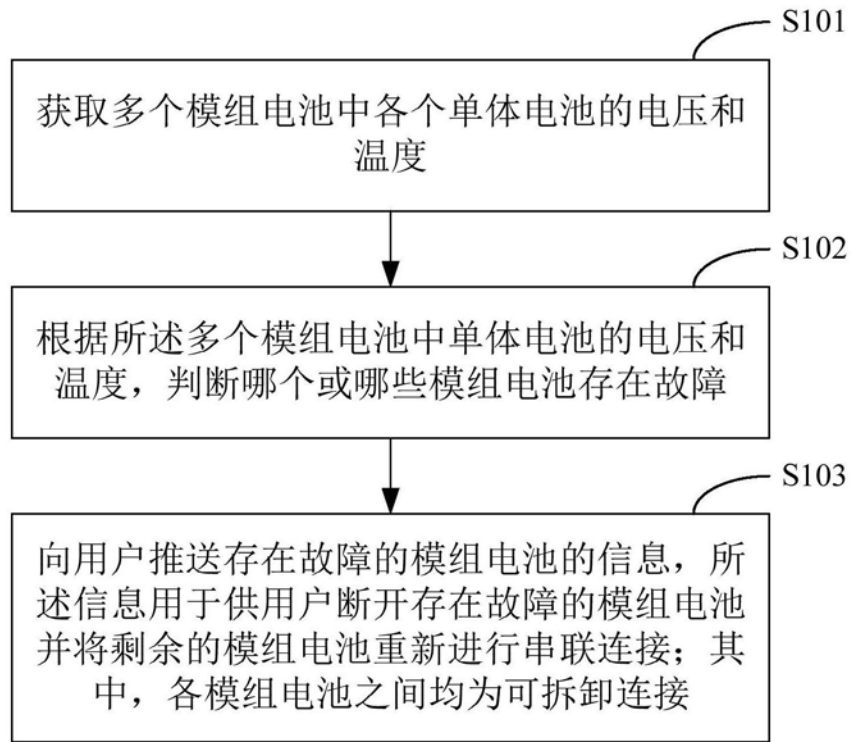 S101
获取多个模组电池中各个单体电池的电压和
温度
S102
根据所述多个模组电池中单体电池的电压和
温度，判断哪个或哪些模组电池存在故障
S103
向用户推送存在故障的模组电池的信息，所
述信息用于供用户断开存在故障的模组电池
并将剩余的模组电池重新进行串联连接；其
中，各模组电池之间均为可拆卸连接